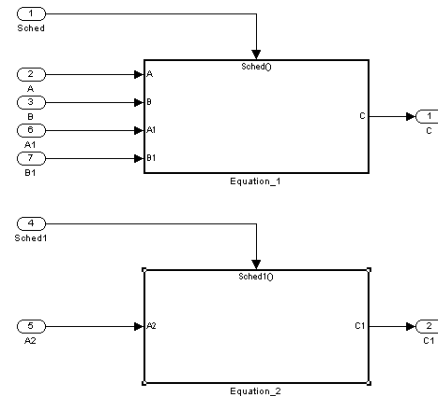 1
Sched
Sched()
2
A
A
3
B
B
6
A1
A1
7
B1
B1
C
1
C
Equation_1
4
Sched1
Sched1()
5
A2
A2
C1
2
C1
Equation_2